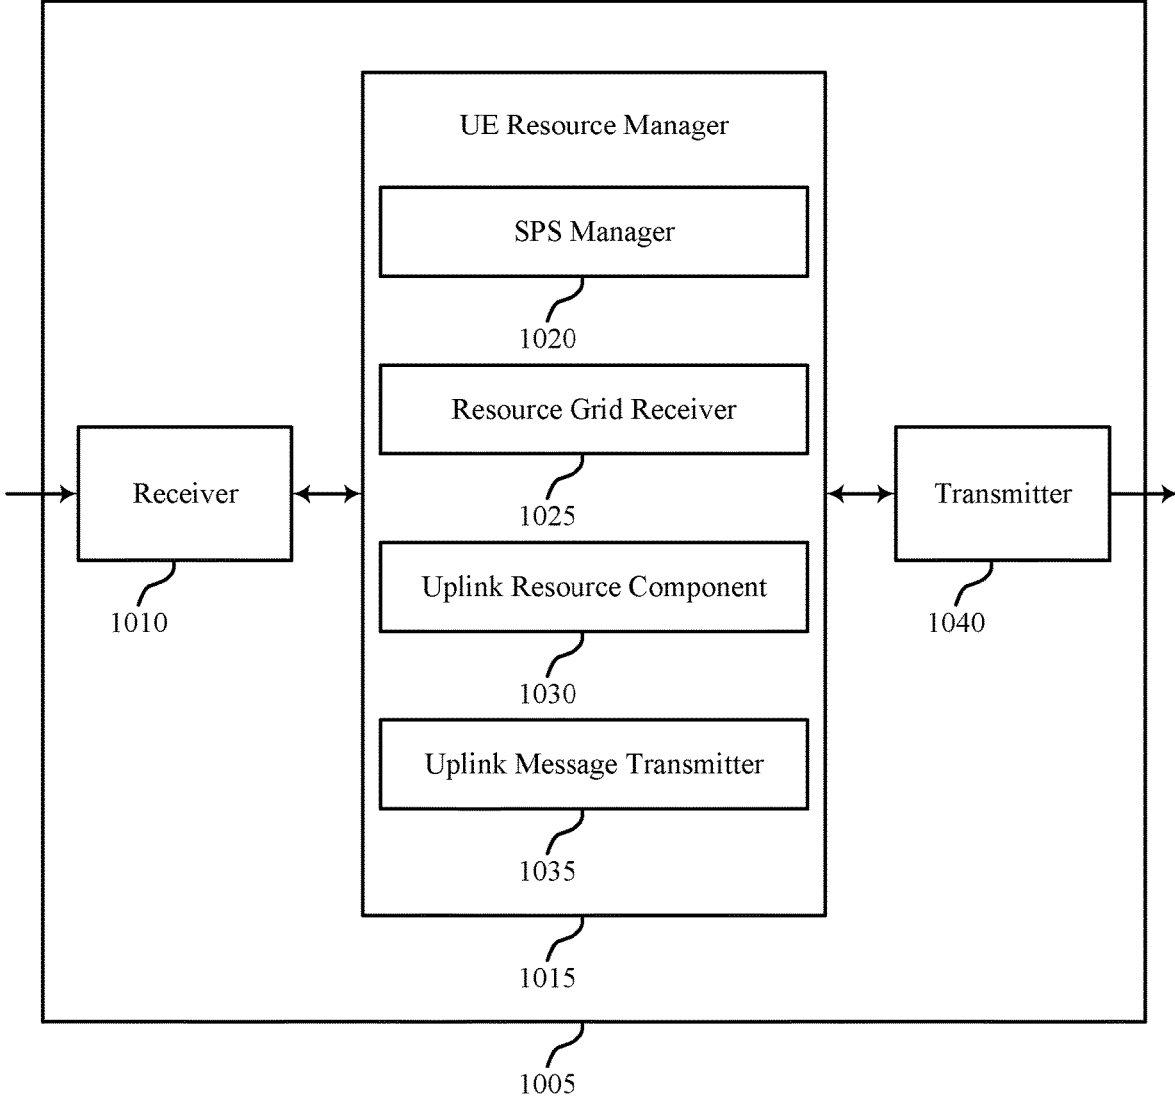 UE Resource Manager
SPS Manager
1020
Resource Grid Receiver
1025
Receiver
1010
Transmitter
1040
Uplink Resource Component
1030
Uplink Message Transmitter
1035
1015
1005